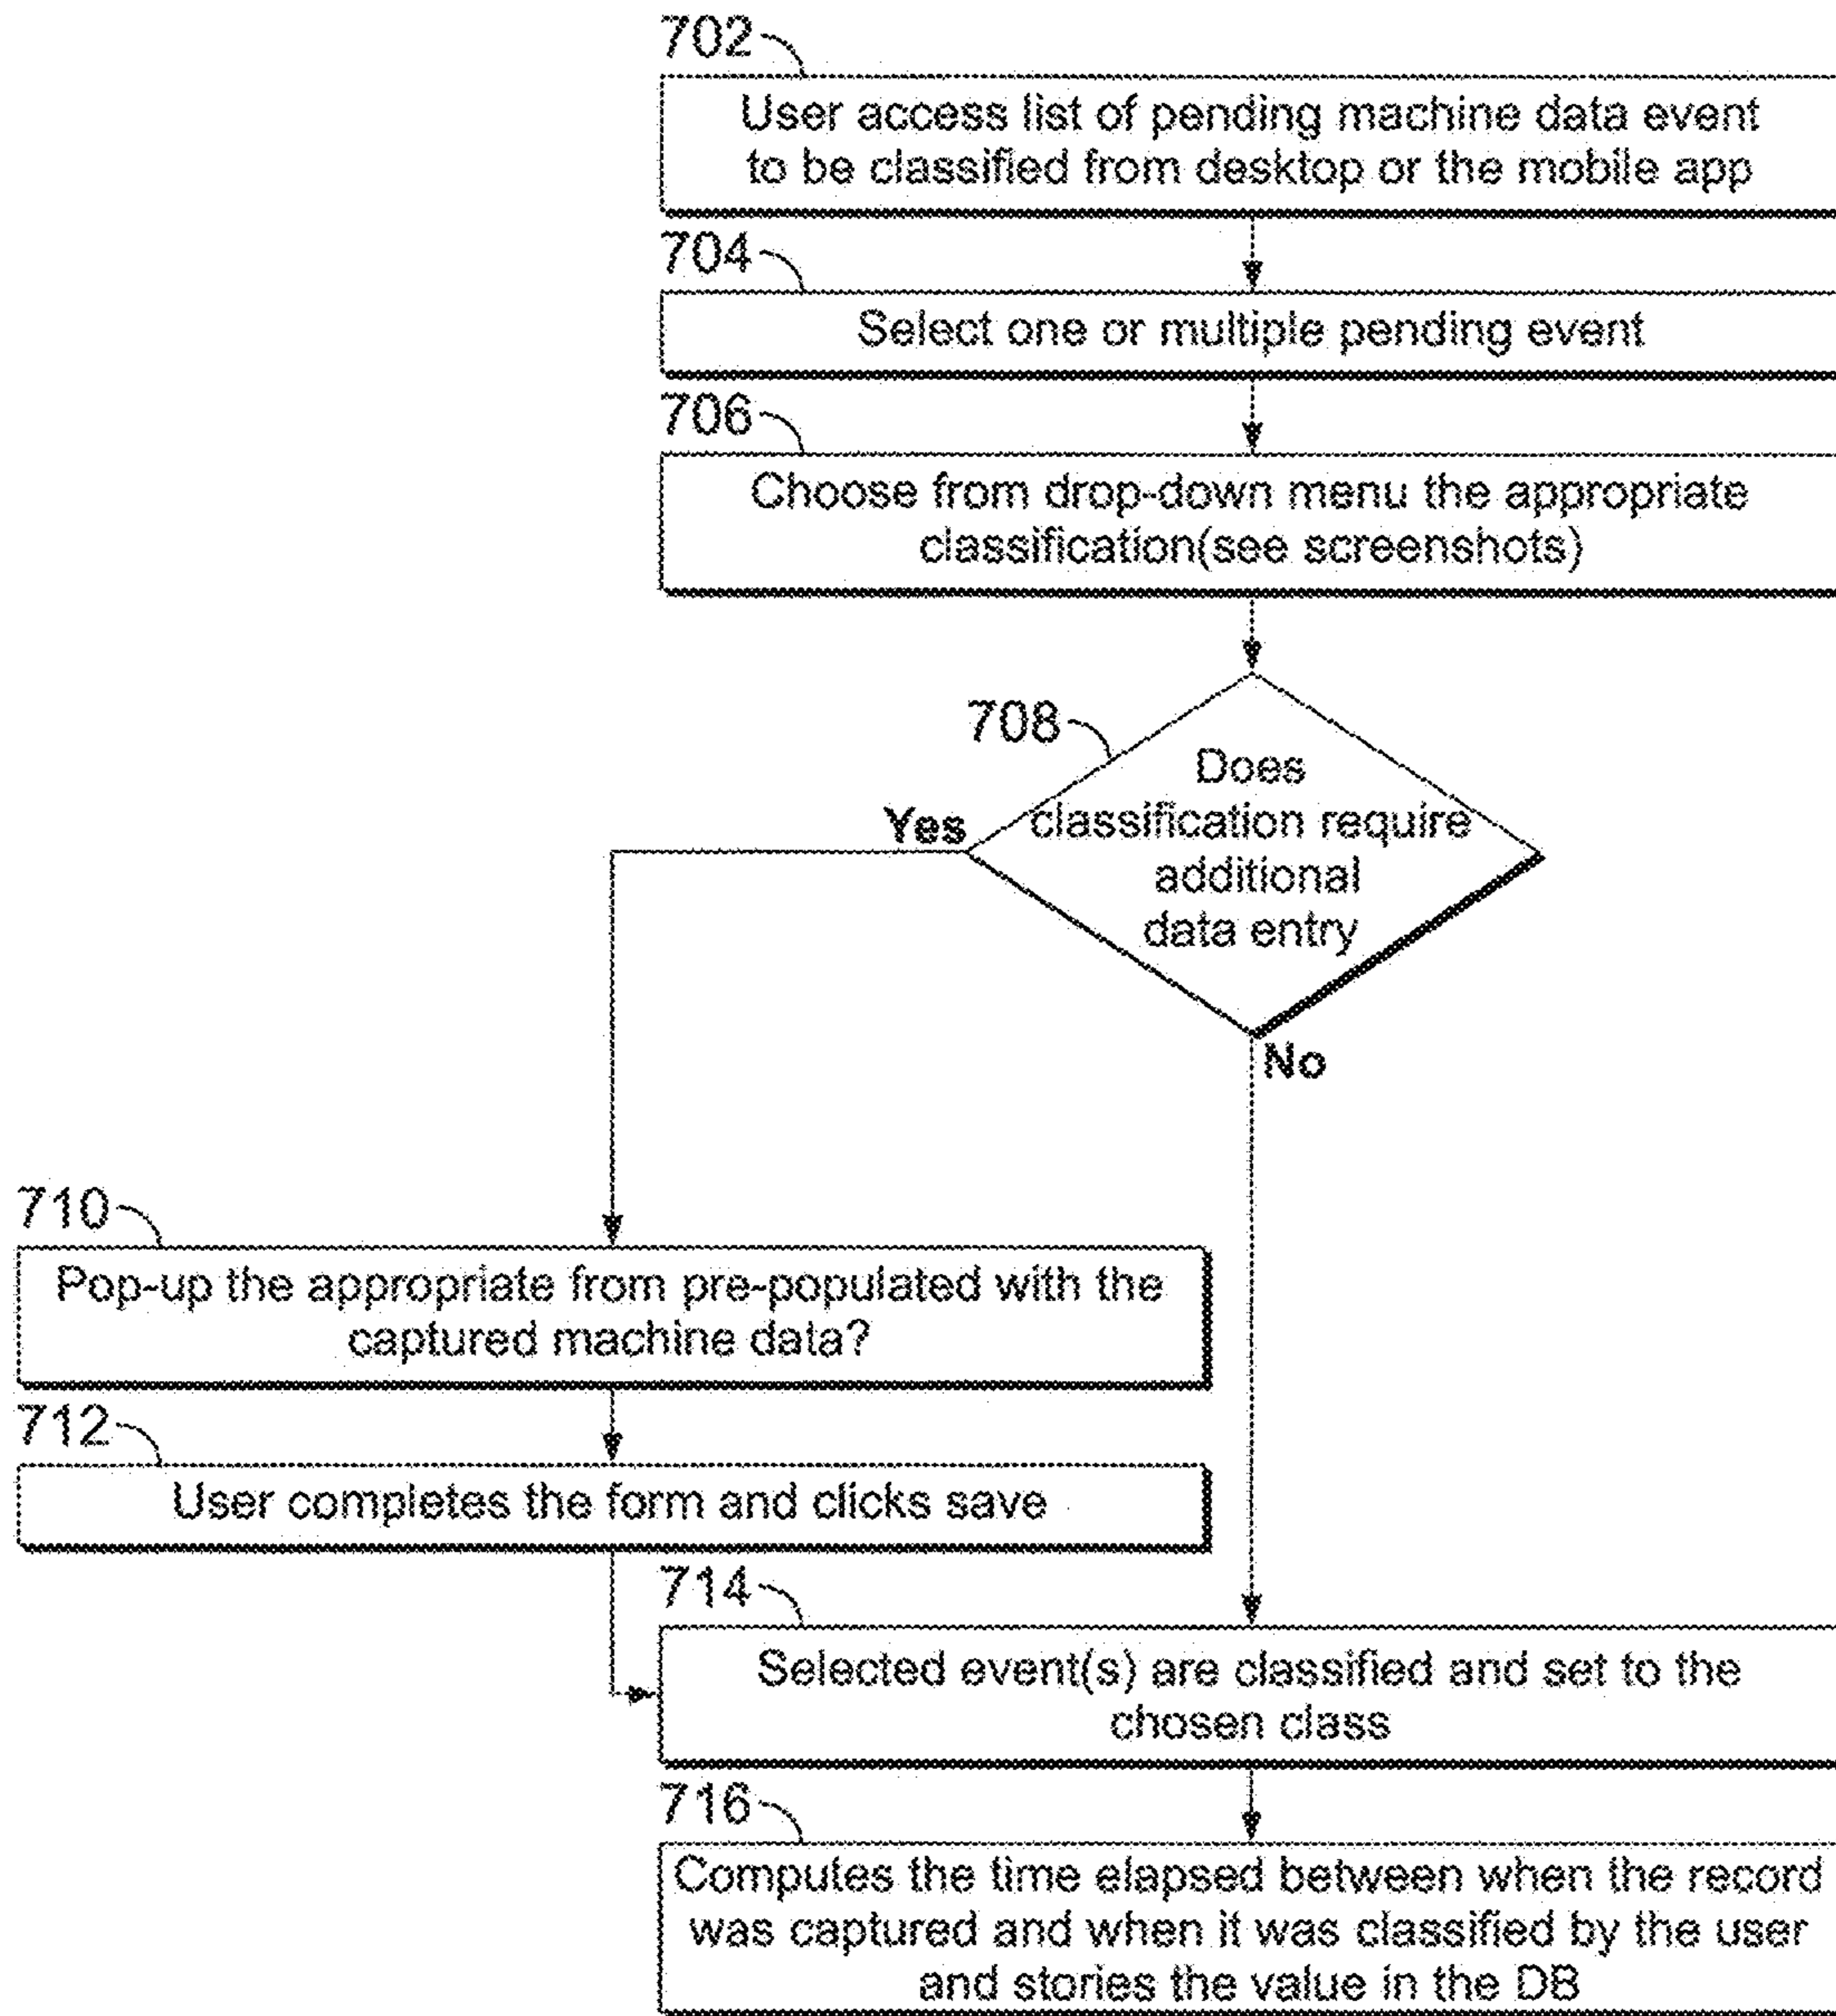 702
User access list of pending machine data event
to be classified from desktop or the mobile app
704
Select one or multiple pending event
706
Choose from drop-down menu the appropriate
classification(see screenshots)
708
Does
classification require
additional
data entry
Yes
No
710
Pop-up the appropriate from pre-populated with the
captured machine data?
712
User completes the form and clicks save
714
Selected event(s) are classified and set to the
chosen class
716
Computes the time elapsed between when the record
was captured and when it was classified by the user
and stories the value in the DB